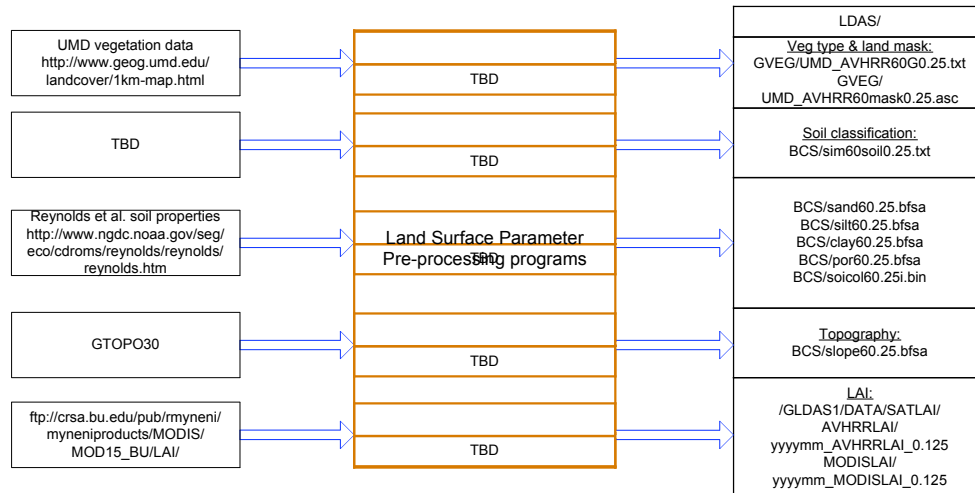 UMD vegetation data
http://www.geog.umd.edu/
landcover/1km-map.html
TBD
Reynolds et al. soil properties
http://www.ngdc.noaa.gov/seg/
eco/cdroms/reynolds/reynolds/
reynolds.htm
GTOPO30
ftp://crsa.bu.edu/pub/rmyneni/
myneniproducts/MODIS/
MOD15_BU/LAI/
TBD
TBD
Land Surface Parameter
TBD
Pre-processing programs
TBD
TBD
LDAS/
Veg type & land mask:
GVEG/UMD_AVHRR60G0.25.txt
GVEG/
UMD_AVHRR60mask0.25.asc
Soil classification:
BCS/sim60soil0.25.txt
BCS/sand60.25.bfsa
BCS/silt60.25.bfsa
BCS/clay60.25.bfsa
BCS/por60.25.bfsa
BCS/soicol60.25i.bin
Topography:
BCS/slope60.25.bfsa
LAI:
/GLDAS1/DATA/SATLAI/
AVHRRLAI/
yyyymm_AVHRRLAI_0.125
MODISLAI/
yyyymm_MODISLAI_0.125